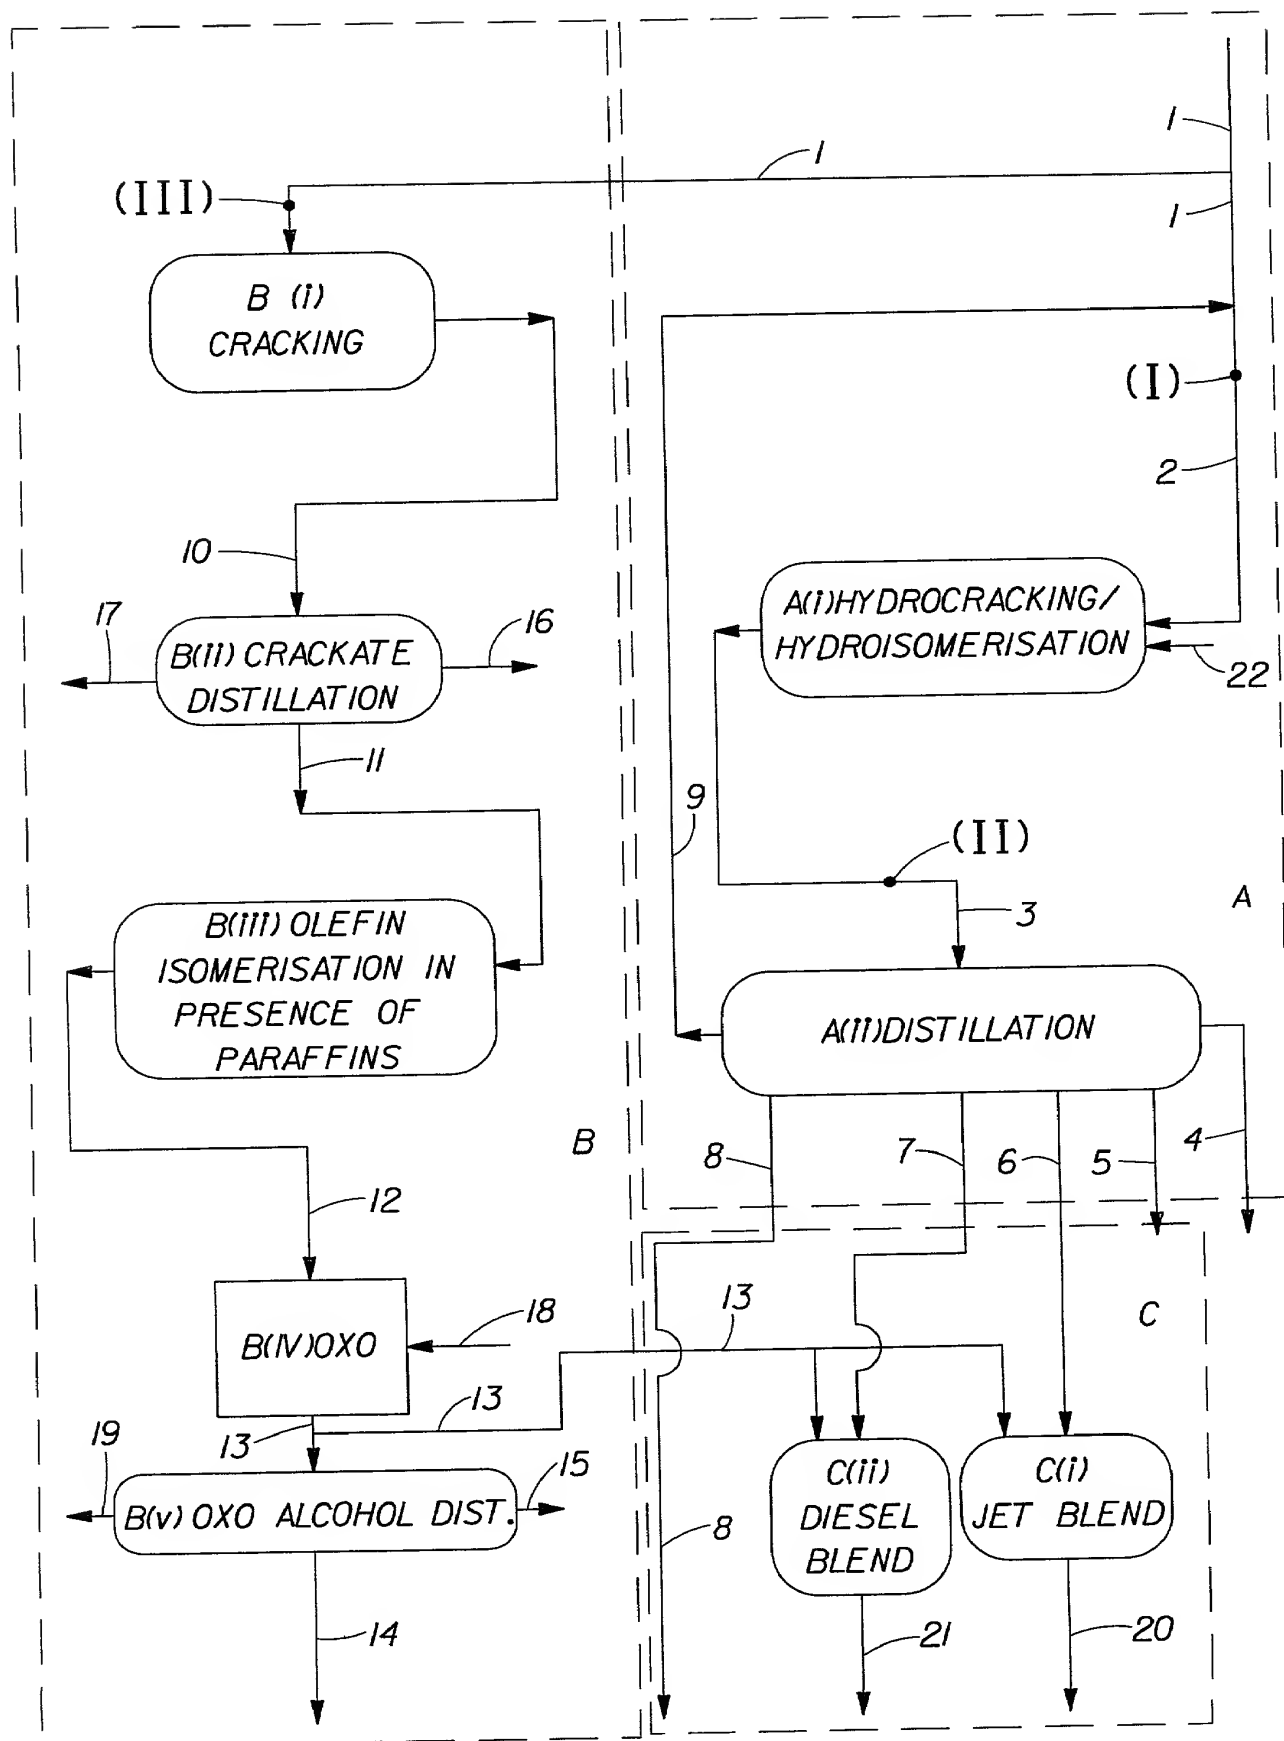 1
1
(III)
1
B (i)
CRACKING
(I)
2
10
A(i)HYDROCRACKING/
HYDROISOMERISATION
17
16
B(ii) CRACKATE
DISTILLATION
22
11
9
(II)
3
A
B(iii) OLEFIN
ISOMERISATION IN
PRESENCE OF
PARAFFINS
A(ii)DISTILLATION
B
8
7
6
5
4
12
13
C
18
B(IV)OXO
13
13
19
15
B(v) OXO ALCOHOL DIST.
C(ii)
DIESEL
BLEND
C(i)
JET BLEND
8
14
21
20